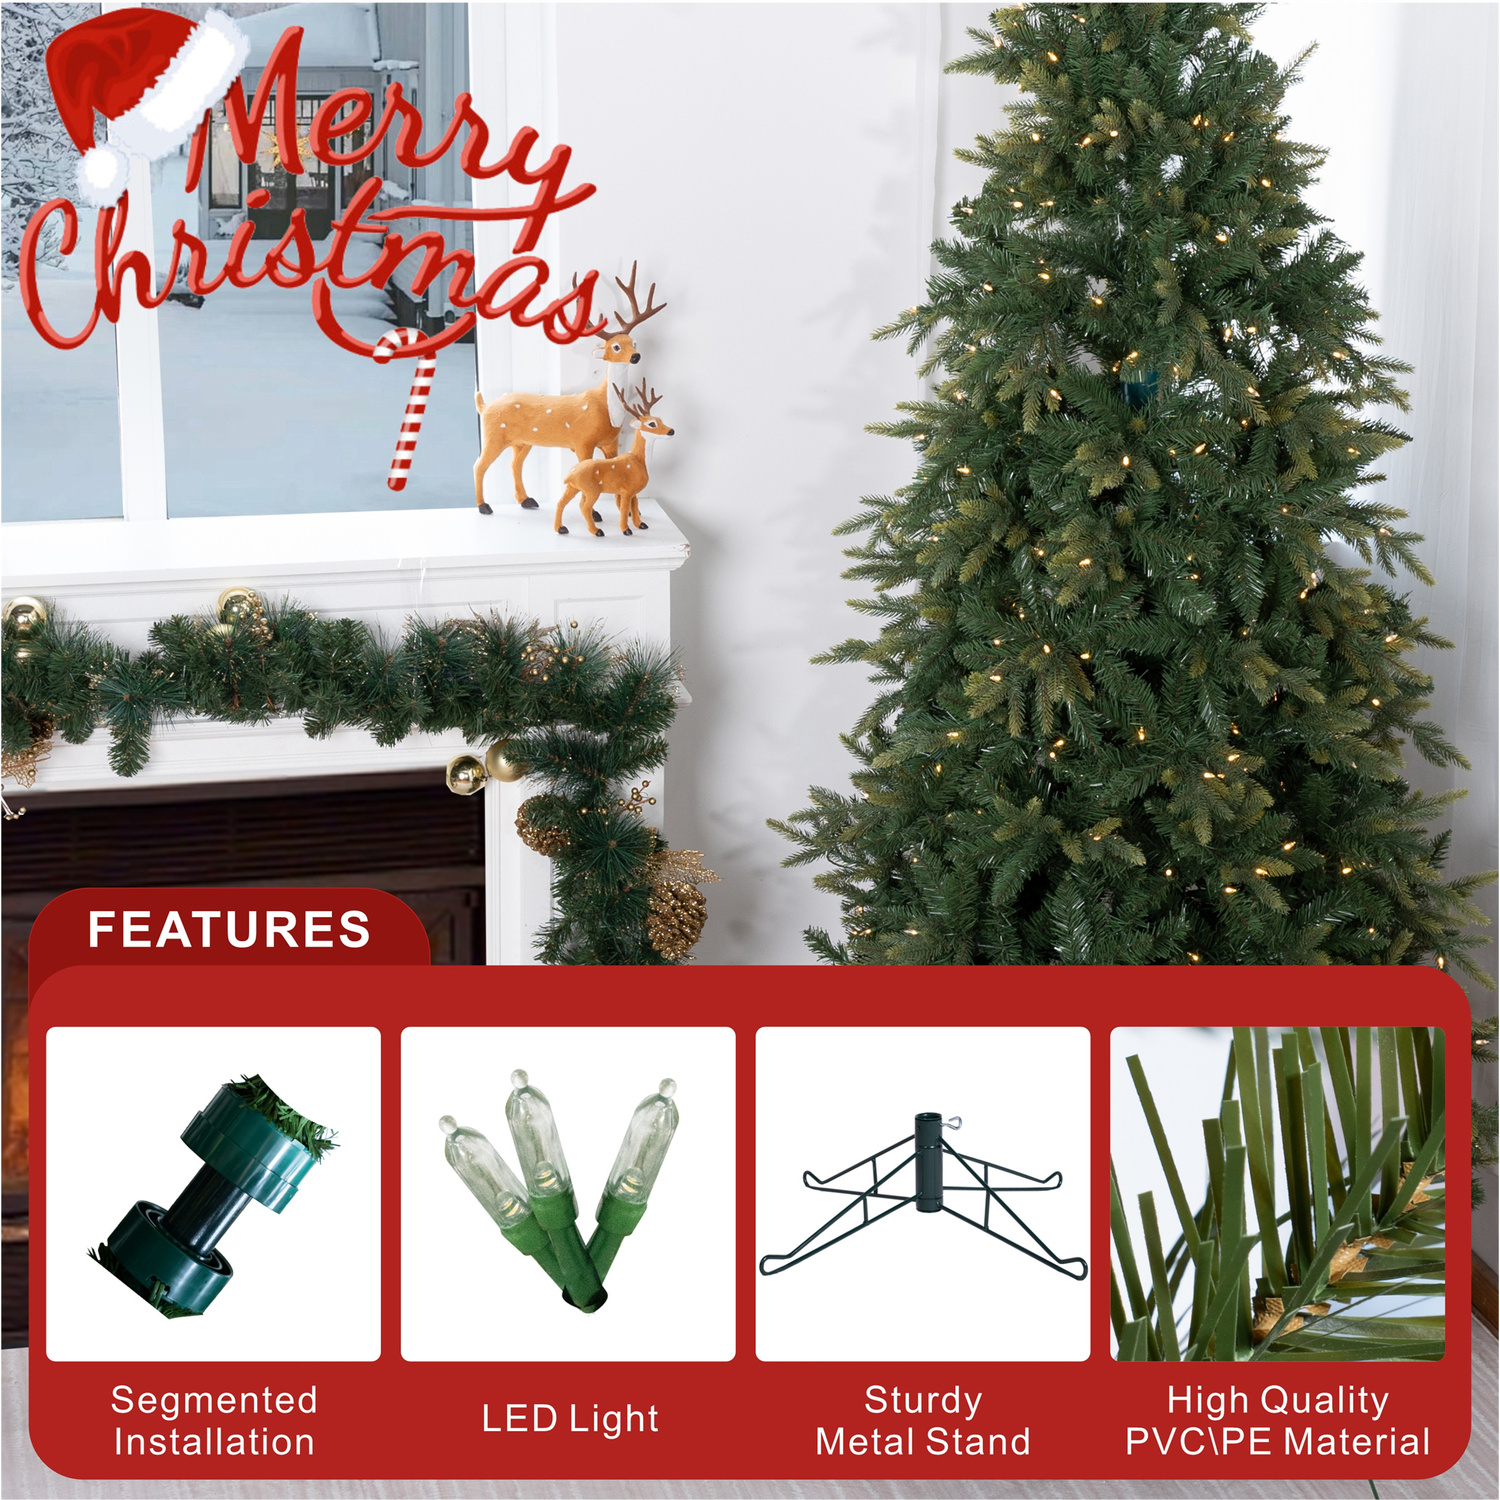 Merry
Christmas
FEATURES
Segmented
Installation
LED Light
Sturdy
Metal Stand
High Quality
PVC\PE Material